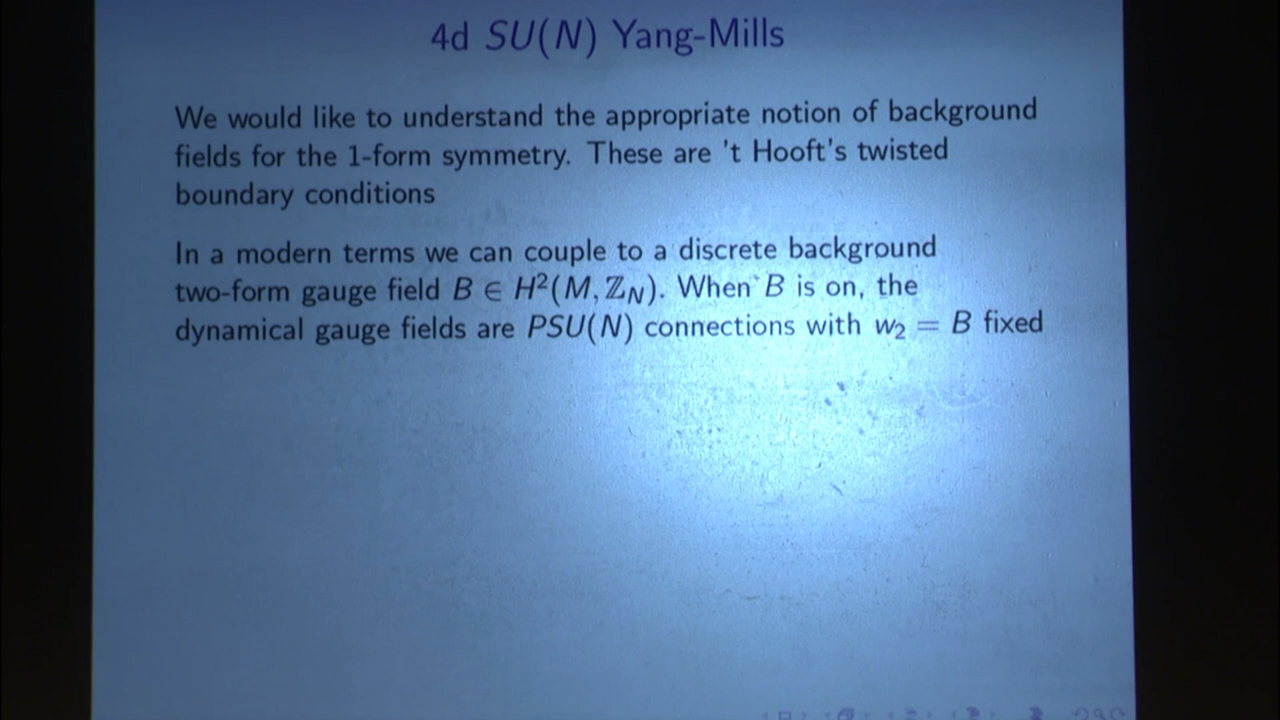 4d SU(N) Yang-Mills
We would like to understand the appropriate notion of background
fields for the 1-form symmetry. These are 't Hooft's twisted
boundary conditions
In a modern terms we can couple to a discrete background
two-form gauge field B ∈ H²(M, ℤ_N). When B is on, the
dynamical gauge fields are PSU(N) connections with w₂ = B fixed